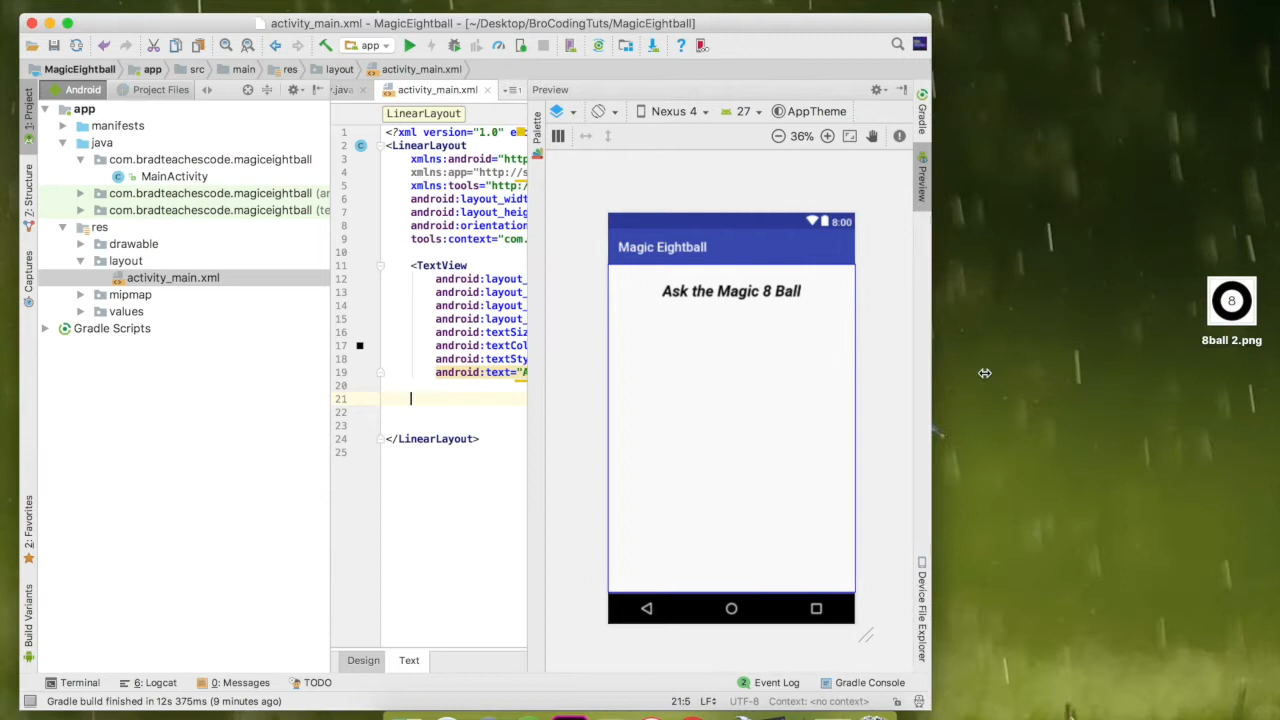 activity_main.xml - MagicEightball - [~/Desktop/BroCodingTuts/MagicEightball]
app
MagicEightball app src main res layout activity_main.xml
Android Project Files
.java activity_main.xml
Preview
1: Project
7: Structure
Captures
2: Favorites
Build Variants
app
manifests
java
com.bradteachescode.magiceightball
MainActivity
com.bradteachescode.magiceightball (
com.bradteachescode.magiceightball (
res
drawable
layout
activity_main.xml
mipmap
values
Gradle Scripts
LinearLayout
1 <?xml version="1.0" e
2 <LinearLayout
3 xmlns:android="http
4 xmlns:app="http://s
5 xmlns:tools="http:/
6 android:layout_widt
7 android:layout_heig
8 android:orientation
9 tools:context="com.
10
11 <TextView
12 android:layout_
13 android:layout_
14 android:layout_
15 android:layout_
16 android:textSiz
17 android:textCol
18 android:textSty
19 android:text="A
20
21
22
23
24 </LinearLayout>
25
Design Text
Palette
Nexus 4 27 AppTheme
36%
8:00
Magic Eightball
Ask the Magic 8 Ball
Gradle
Preview
Device File Explorer
8
8ball 2.png
Terminal 6: Logcat 0: Messages TODO
2 Event Log Gradle Console
Gradle build finished in 12s 375ms (9 minutes ago)
21:5 LF UTF-8 Context: <no context>